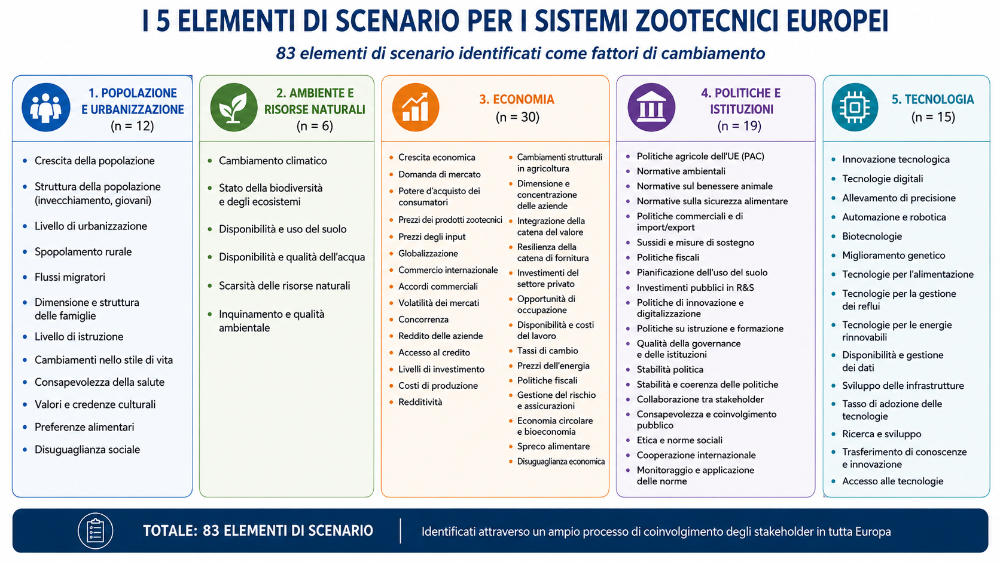 I 5 ELEMENTI DI SCENARIO PER I SISTEMI ZOOTECNICI EUROPEI
83 elementi di scenario identificati come fattori di cambiamento
1. POPOLAZIONE
E URBANIZZAZIONE
(n = 12)
• Crescita della popolazione
• Struttura della popolazione
(invecchiamento, giovani)
• Livello di urbanizzazione
• Spopolamento rurale
• Flussi migratori
• Dimensione e struttura
delle famiglie
• Livello di istruzione
• Cambiamenti nello stile di vita
• Consapevolezza della salute
• Valori e credenze culturali
• Preferenze alimentari
• Disuguaglianza sociale
2. AMBIENTE E
RISORSE NATURALI
(n = 6)
• Cambiamento climatico
• Stato della biodiversità
e degli ecosistemi
• Disponibilità e uso del suolo
• Disponibilità e qualità dell'acqua
• Scarsità delle risorse naturali
• Inquinamento e qualità
ambientale
3. ECONOMIA
(n = 30)
• Crescita economica
• Domanda di mercato
• Potere d'acquisto dei
consumatori
• Prezzi dei prodotti zootecnici
• Prezzi degli input
• Globalizzazione
• Commercio internazionale
• Accordi commerciali
• Volatilità dei mercati
• Concorrenza
• Reddito delle aziende
• Accesso al credito
• Livelli di investimento
• Costi di produzione
• Redditività
• Cambiamenti strutturali
in agricoltura
• Dimensione e
concentrazione
delle aziende
• Integrazione della
catena del valore
• Resilienza della
catena di fornitura
• Investimenti del
settore privato
• Opportunità di
occupazione
• Disponibilità e costi
del lavoro
• Tassi di cambio
• Prezzi dell'energia
• Politiche fiscali
• Gestione del rischio
e assicurazioni
• Economia circolare
e bioeconomia
• Spreco alimentare
• Disuguaglianza economica
4. POLITICHE E
ISTITUZIONI
(n = 19)
• Politiche agricole dell'UE (PAC)
• Normative ambientali
• Normative sul benessere animale
• Normative sulla sicurezza alimentare
• Politiche commerciali e di
import/export
• Sussidi e misure di sostegno
• Politiche fiscali
• Pianificazione dell'uso del suolo
• Investimenti pubblici in R&S
• Politiche di innovazione e
digitalizzazione
• Politiche su istruzione e formazione
• Qualità della governance
e delle istituzioni
• Stabilità politica
• Stabilità e coerenza delle politiche
• Collaborazione tra stakeholder
• Consapevolezza e coinvolgimento
pubblico
• Etica e norme sociali
• Cooperazione internazionale
• Monitoraggio e applicazione
delle norme
5. TECNOLOGIA
(n = 15)
• Innovazione tecnologica
• Tecnologie digitali
• Allevamento di precisione
• Automazione e robotica
• Biotecnologie
• Miglioramento genetico
• Tecnologie per l'alimentazione
• Tecnologie per la gestione
dei reflui
• Tecnologie per le energie
rinnovabili
• Disponibilità e gestione
dei dati
• Sviluppo delle infrastrutture
• Tasso di adozione delle
tecnologie
• Ricerca e sviluppo
• Trasferimento di conoscenze
e innovazione
• Accesso alle tecnologie
TOTALE: 83 ELEMENTI DI SCENARIO
Identificati attraverso un ampio processo di coinvolgimento degli stakeholder in tutta Europa